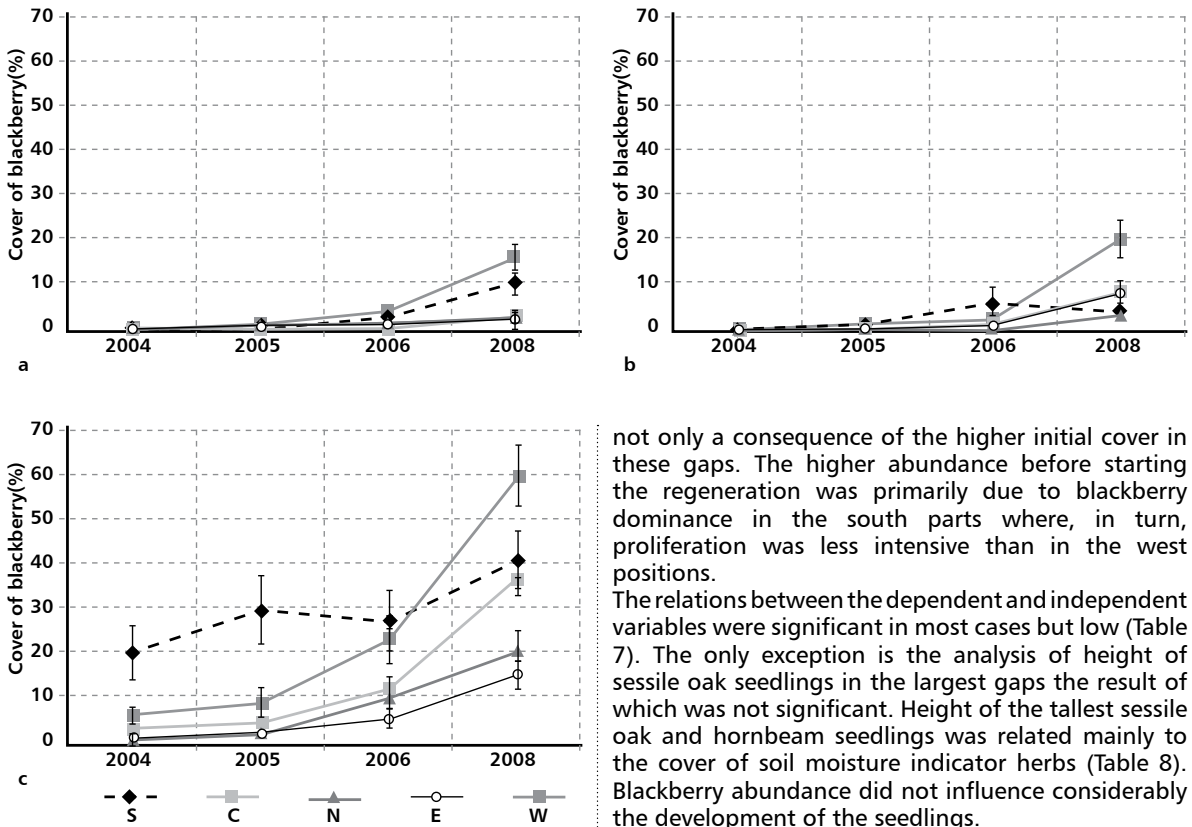 70
60
50
40
30
20
10
0
Cover of blackberry(%)
2004 2005 2006 2008
a
70
60
50
40
30
20
10
0
Cover of blackberry(%)
2004 2005 2006 2008
b
70
60
50
40
30
20
10
0
Cover of blackberry(%)
2004 2005 2006 2008
c
S C N E W
not only a consequence of the higher initial cover in
these gaps. The higher abundance before starting
the regeneration was primarily due to blackberry
dominance in the south parts where, in turn,
proliferation was less intensive than in the west
positions.
The relations between the dependent and independent
variables were significant in most cases but low (Table
7). The only exception is the analysis of height of
sessile oak seedlings in the largest gaps the result of
which was not significant. Height of the tallest sessile
oak and hornbeam seedlings was related mainly to
the cover of soil moisture indicator herbs (Table 8).
Blackberry abundance did not influence considerably
the development of the seedlings.